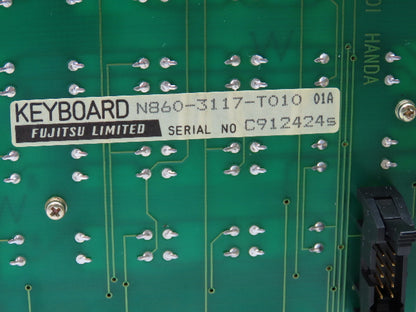 KEYBOARD N860-3117-T010 01A
FUJITSU LIMITED SERIAL NO C912424s
HANDA